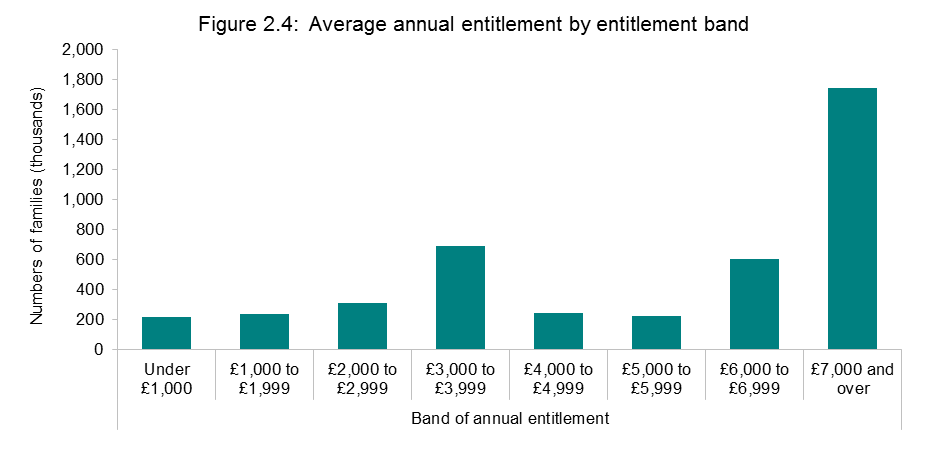 Figure 2.4:  Average annual entitlement by entitlement band
2,000
1,800
1,600
1,400
1,200
1,000
800
600
400
200
0
Numbers of families (thousands)
Under
£1,000
£1,000 to
£1,999
£2,000 to
£2,999
£3,000 to
£3,999
£4,000 to
£4,999
£5,000 to
£5,999
£6,000 to
£6,999
£7,000 and
over
Band of annual entitlement